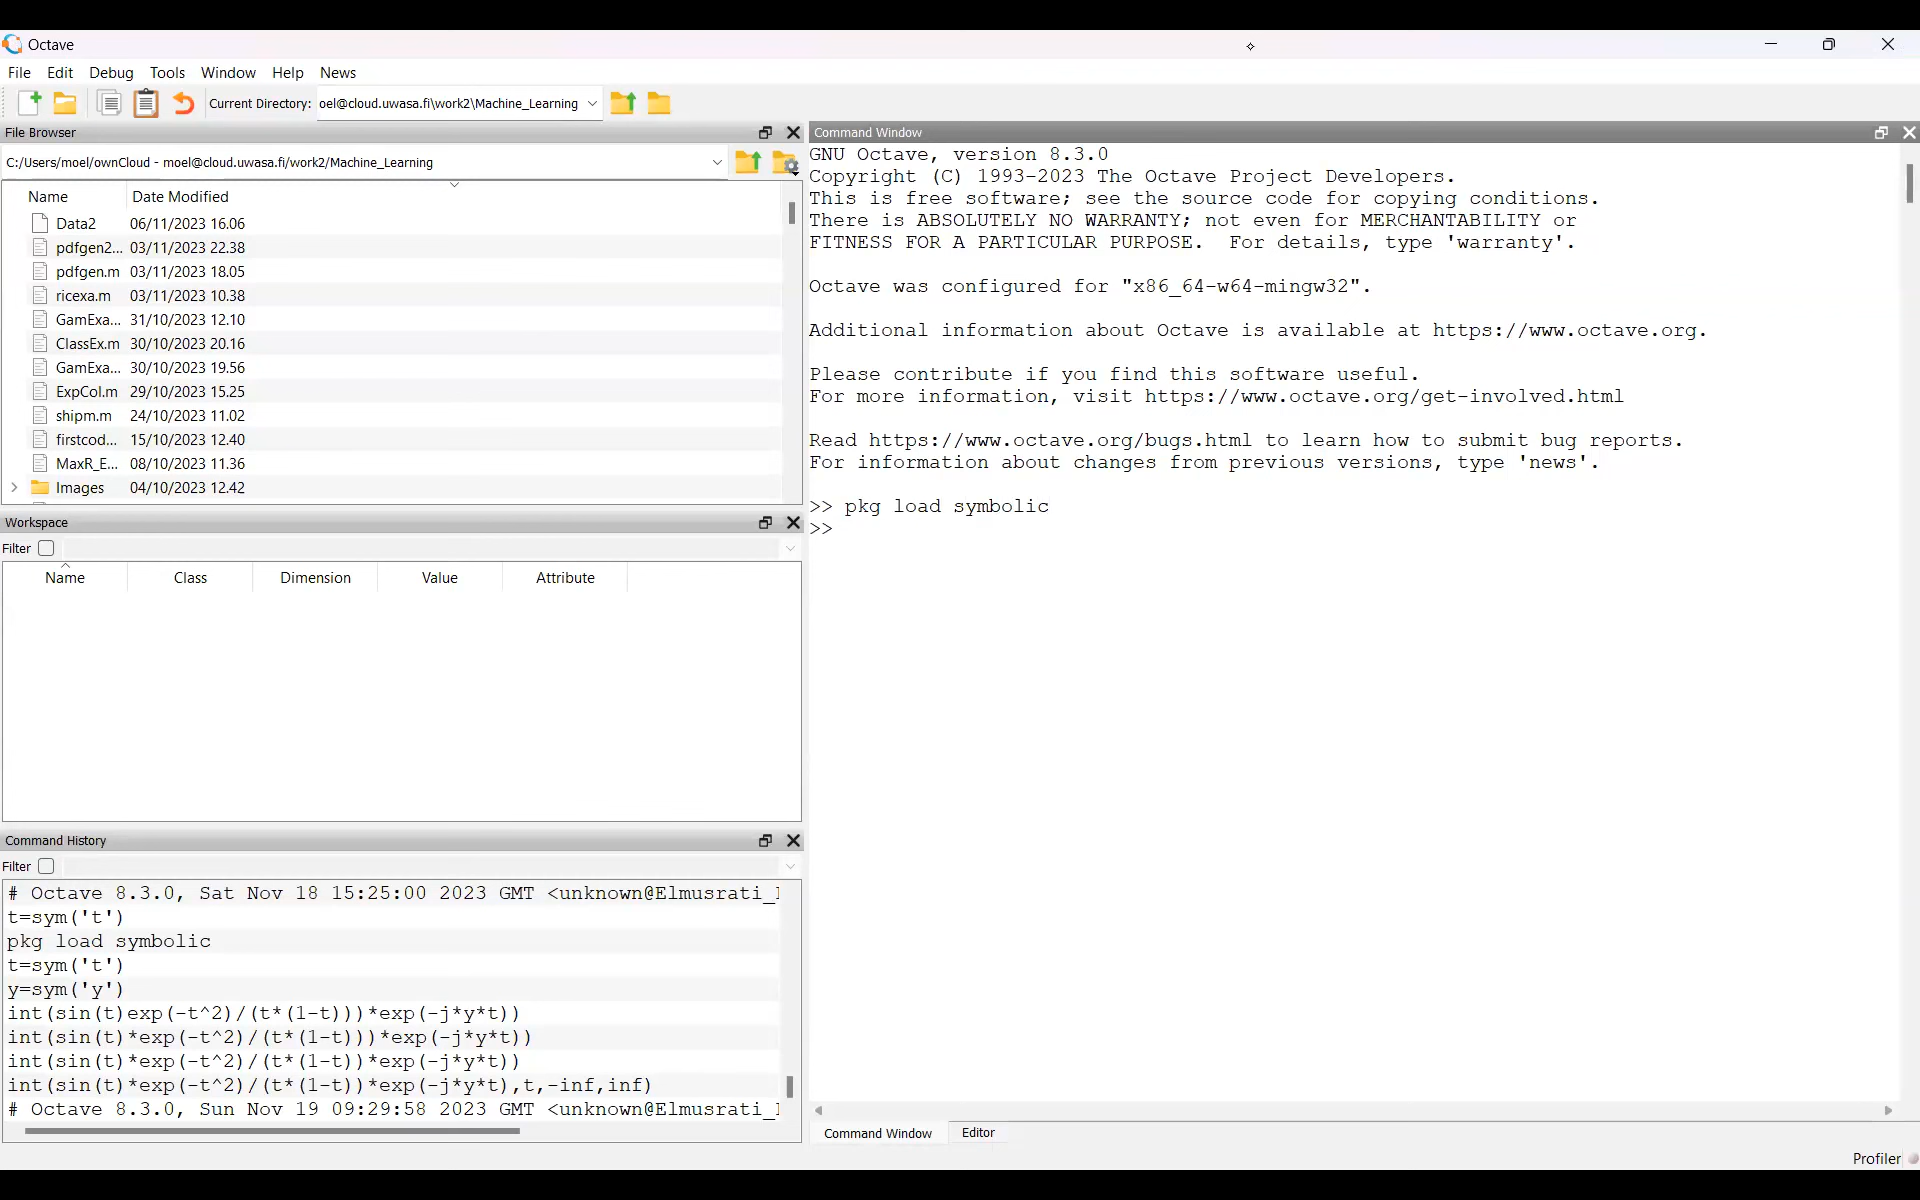 Octave
File Edit Debug Tools Window Help News
Current Directory: oel@cloud.uwasa.fi\work2\Machine_Learning
File Browser
C:/Users/moel/ownCloud - moel@cloud.uwasa.fi/work2/Machine_Learning
Name Date Modified
Data2 06/11/2023 16.06
pdfgen2... 03/11/2023 22.38
pdfgen.m 03/11/2023 18.05
ricexa.m 03/11/2023 10.38
GamExa... 31/10/2023 12.10
ClassEx.m 30/10/2023 20.16
GamExa... 30/10/2023 19.56
ExpCol.m 29/10/2023 15.25
shipm.m 24/10/2023 11.02
firstcod... 15/10/2023 12.40
MaxR_E... 08/10/2023 11.36
Images 04/10/2023 12.42
Workspace
Filter
Name Class Dimension Value Attribute
Command History
Filter
# Octave 8.3.0, Sat Nov 18 15:25:00 2023 GMT <unknown@Elmusrati_
t=sym('t')
pkg load symbolic
t=sym('t')
y=sym('y')
int(sin(t)exp(-t^2)/(t*(1-t)))*exp(-j*y*t))
int(sin(t)*exp(-t^2)/(t*(1-t)))*exp(-j*y*t))
int(sin(t)*exp(-t^2)/(t*(1-t))*exp(-j*y*t))
int(sin(t)*exp(-t^2)/(t*(1-t))*exp(-j*y*t),t,-inf,inf)
# Octave 8.3.0, Sun Nov 19 09:29:58 2023 GMT <unknown@Elmusrati_
Command Window
GNU Octave, version 8.3.0
Copyright (C) 1993-2023 The Octave Project Developers.
This is free software; see the source code for copying conditions.
There is ABSOLUTELY NO WARRANTY; not even for MERCHANTABILITY or
FITNESS FOR A PARTICULAR PURPOSE.  For details, type 'warranty'.
Octave was configured for "x86_64-w64-mingw32".
Additional information about Octave is available at https://www.octave.org.
Please contribute if you find this software useful.
For more information, visit https://www.octave.org/get-involved.html
Read https://www.octave.org/bugs.html to learn how to submit bug reports.
For information about changes from previous versions, type 'news'.
>> pkg load symbolic
>>
Command Window Editor
Profiler